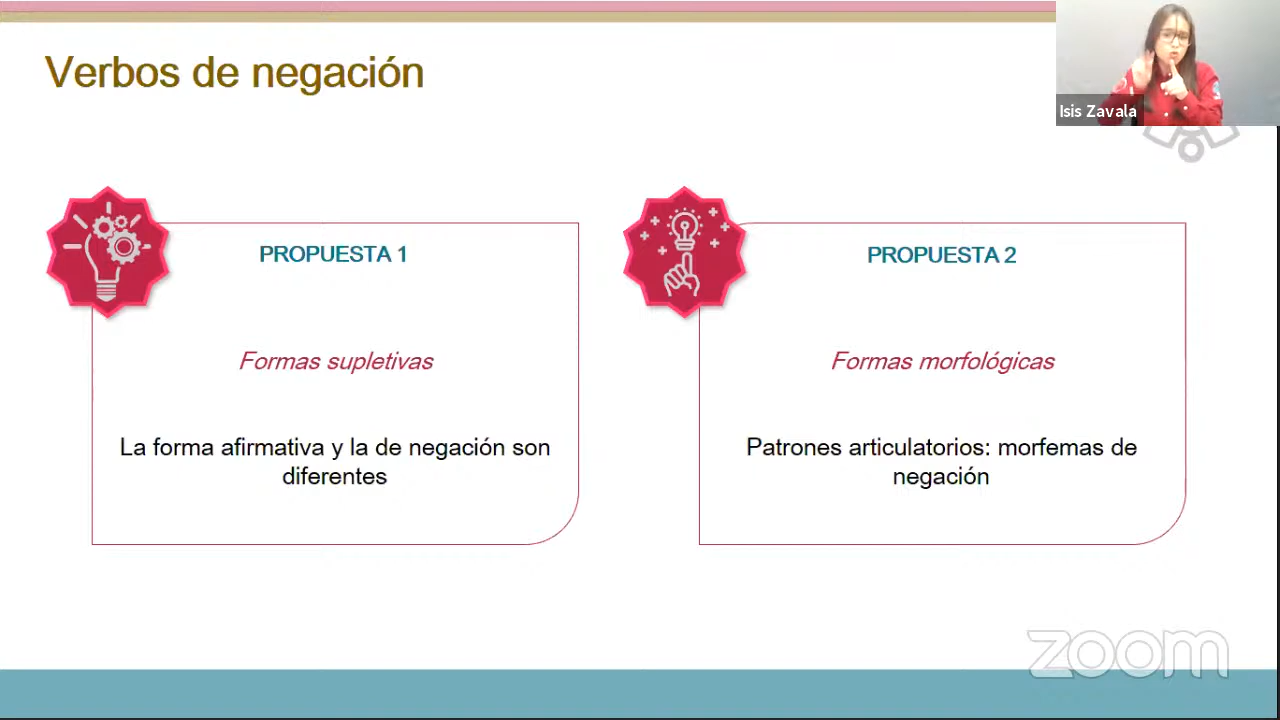 Verbos de negación
Isis Zavala
PROPUESTA 1
Formas supletivas
La forma afirmativa y la de negación son
diferentes
PROPUESTA 2
Formas morfológicas
Patrones articulatorios: morfemas de
negación
zoom